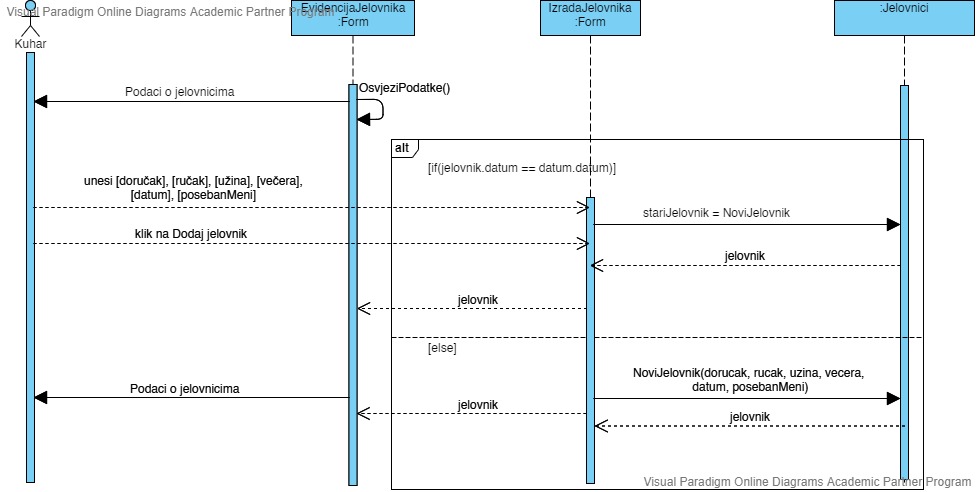 Visual Paradigm Online Diagrams Academic Partner Program
EvidencijaJelovnika
:Form
IzradaJelovnika
:Form
:Jelovnici
Kuhar
OsvjeziPodatke()
Podaci o jelovnicima
alt
[if(jelovnik.datum == datum.datum)]
unesi [doručak], [ručak], [užina], [večera],
[datum], [posebanMeni]
stariJelovnik = NoviJelovnik
klik na Dodaj jelovnik
jelovnik
jelovnik
[else]
NoviJelovnik(dorucak, rucak, uzina, vecera,
datum, posebanMeni)
Podaci o jelovnicima
jelovnik
jelovnik
Visual Paradigm Online Diagrams Academic Partner Program